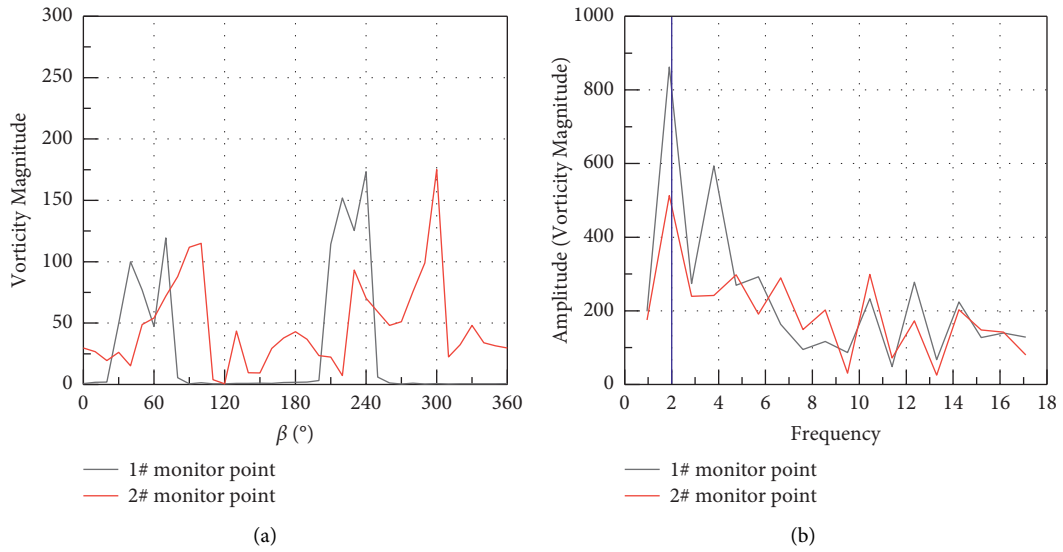 300
250
200
150
100
50
0
Vorticity Magnitude
0 60 120 180 240 300 360
β (°)
1# monitor point
2# monitor point
(a)
1000
800
600
400
200
0
Amplitude (Vorticity Magnitude)
0 2 4 6 8 10 12 14 16 18
Frequency
1# monitor point
2# monitor point
(b)